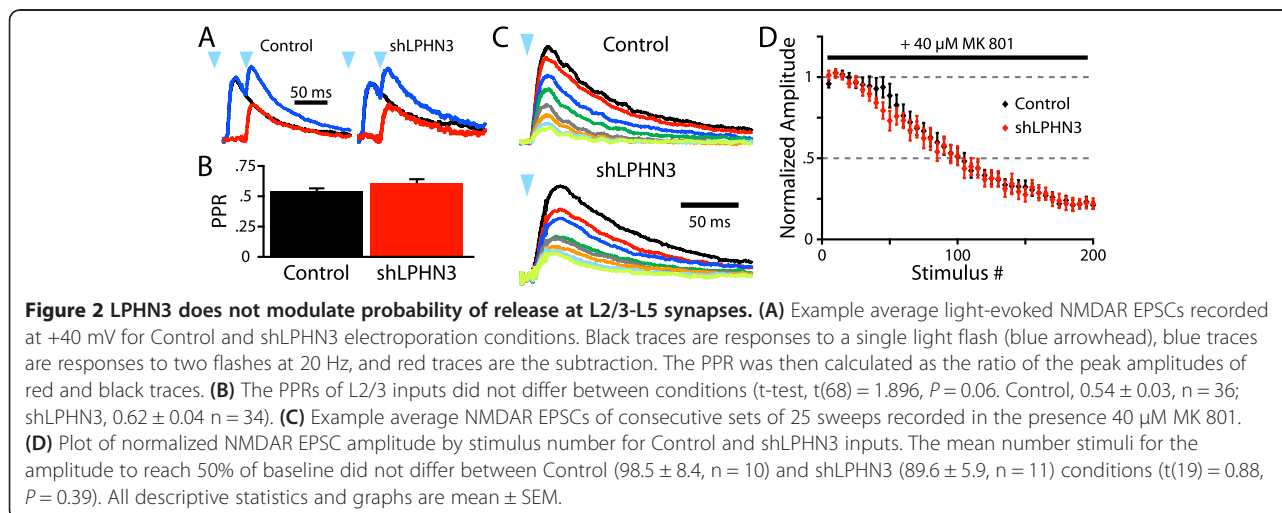 A
Control
shLPHN3
50 ms
B
.75
.5
.25
0
PPR
Control
shLPHN3
C
Control
shLPHN3
50 ms
D
+ 40 μM MK 801
1
.5
0
Normalized Amplitude
Control
shLPHN3
0
100
200
Stimulus #
Figure 2 LPHN3 does not modulate probability of release at L2/3-L5 synapses. (A) Example average light-evoked NMDAR EPSCs recorded
at +40 mV for Control and shLPHN3 electroporation conditions. Black traces are responses to a single light flash (blue arrowhead), blue traces
are responses to two flashes at 20 Hz, and red traces are the subtraction. The PPR was then calculated as the ratio of the peak amplitudes of
red and black traces. (B) The PPRs of L2/3 inputs did not differ between conditions (t-test, t(68) = 1.896, P = 0.06. Control, 0.54 ± 0.03, n = 36;
shLPHN3, 0.62 ± 0.04 n = 34). (C) Example average NMDAR EPSCs of consecutive sets of 25 sweeps recorded in the presence 40 μM MK 801.
(D) Plot of normalized NMDAR EPSC amplitude by stimulus number for Control and shLPHN3 inputs. The mean number stimuli for the
amplitude to reach 50% of baseline did not differ between Control (98.5 ± 8.4, n = 10) and shLPHN3 (89.6 ± 5.9, n = 11) conditions (t(19) = 0.88,
P = 0.39). All descriptive statistics and graphs are mean ± SEM.